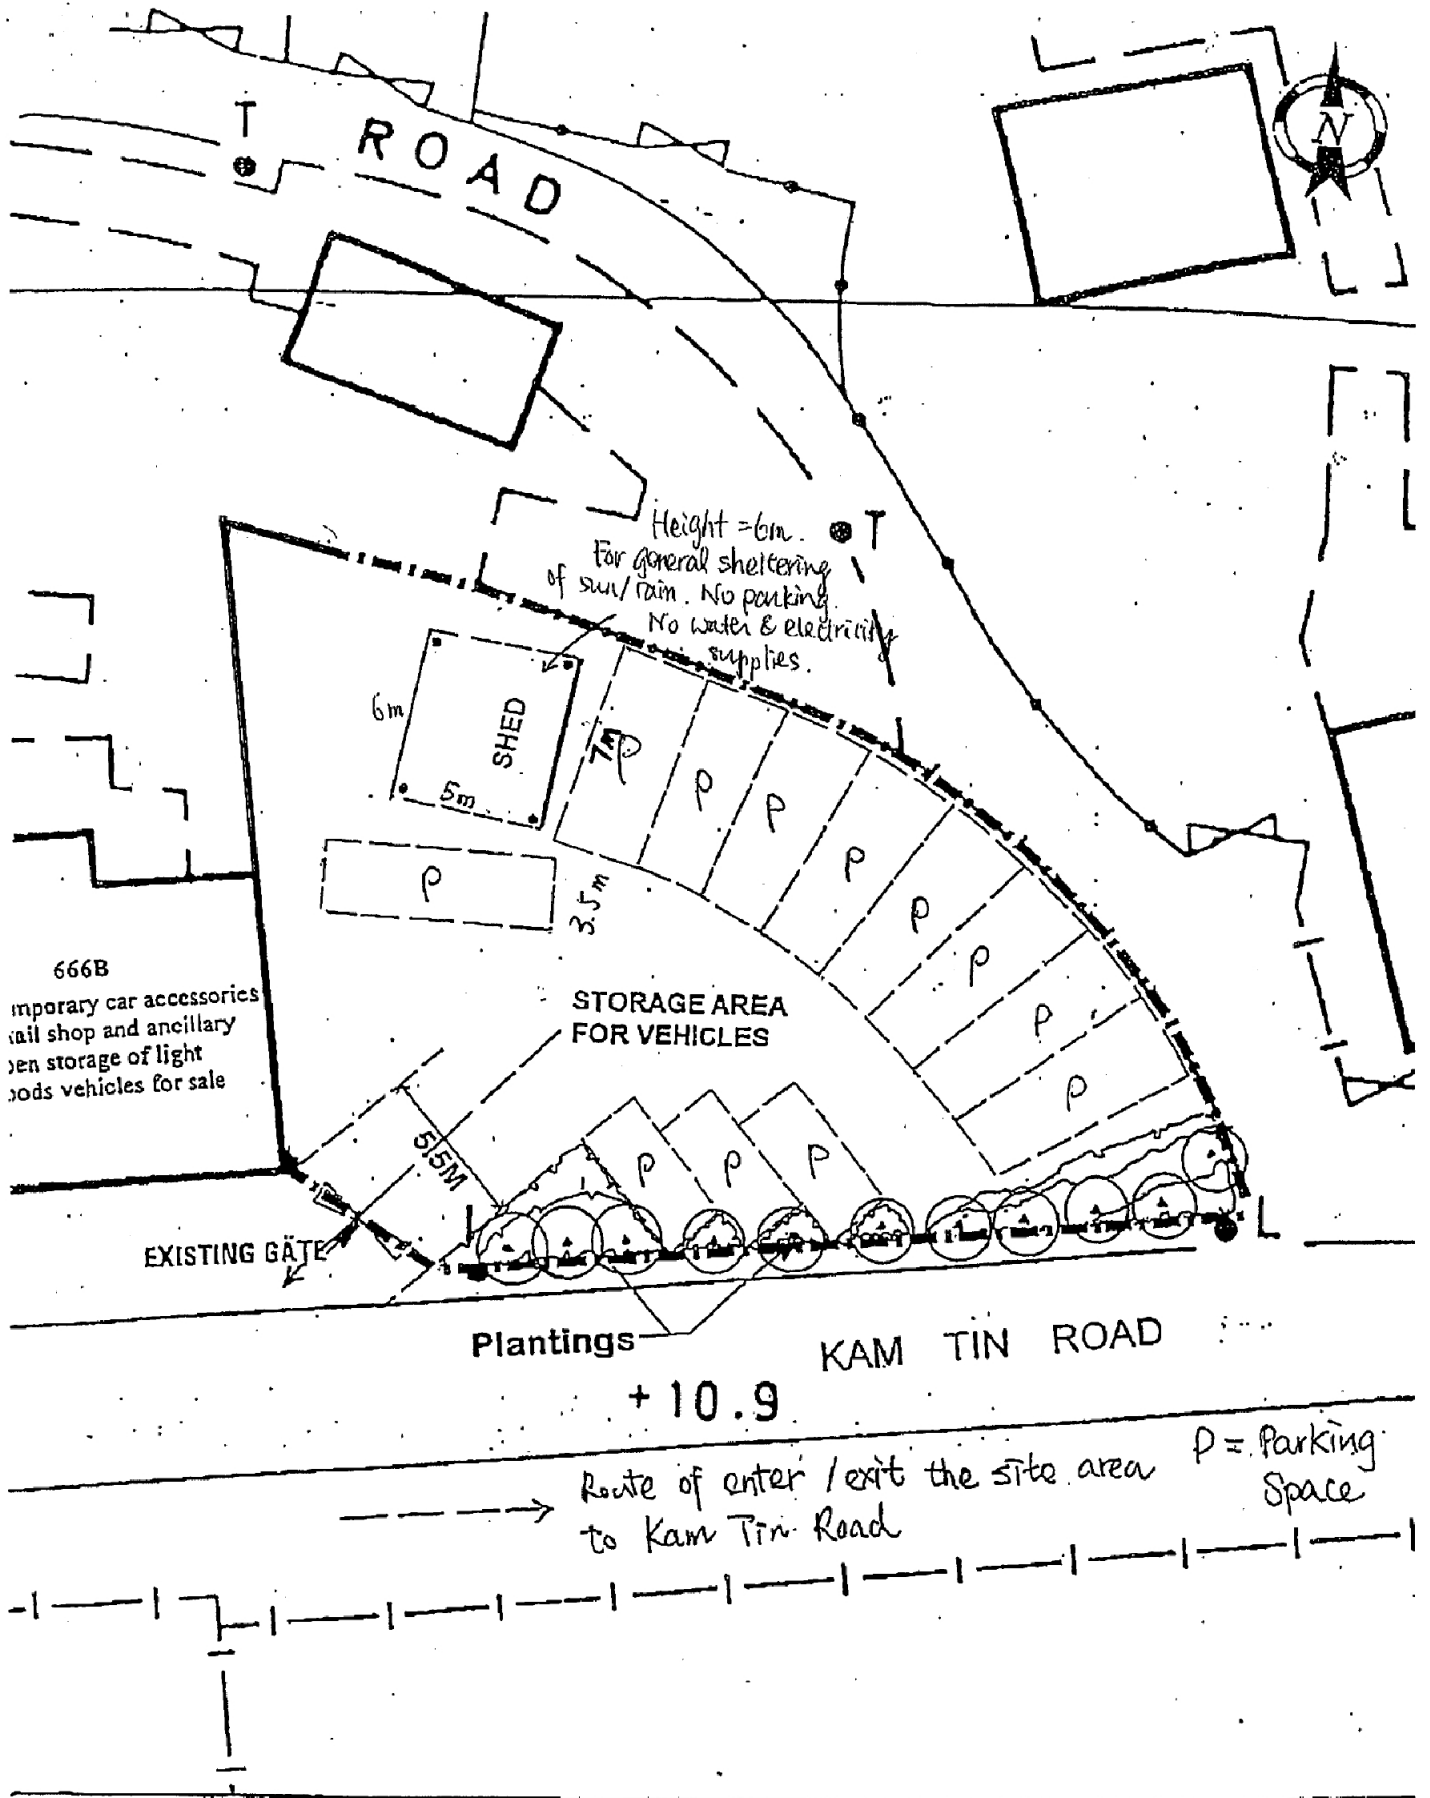 T
ROAD
N
Height = 6m.
For general sheltering
of sun/rain. No parking.
No water & electricity
supplies.
T
6m
SHED
5m
7m
P
P
P
P
P
P
P
P
P
3.5m
666B
mporary car accessories
ail shop and ancillary
pen storage of light
oods vehicles for sale
STORAGE AREA
FOR VEHICLES
5.5M
P
P
P
L
L
EXISTING GATE
Plantings
KAM TIN ROAD
+10.9
P = Parking
Space
Route of enter / exit the site area
to Kam Tin Road